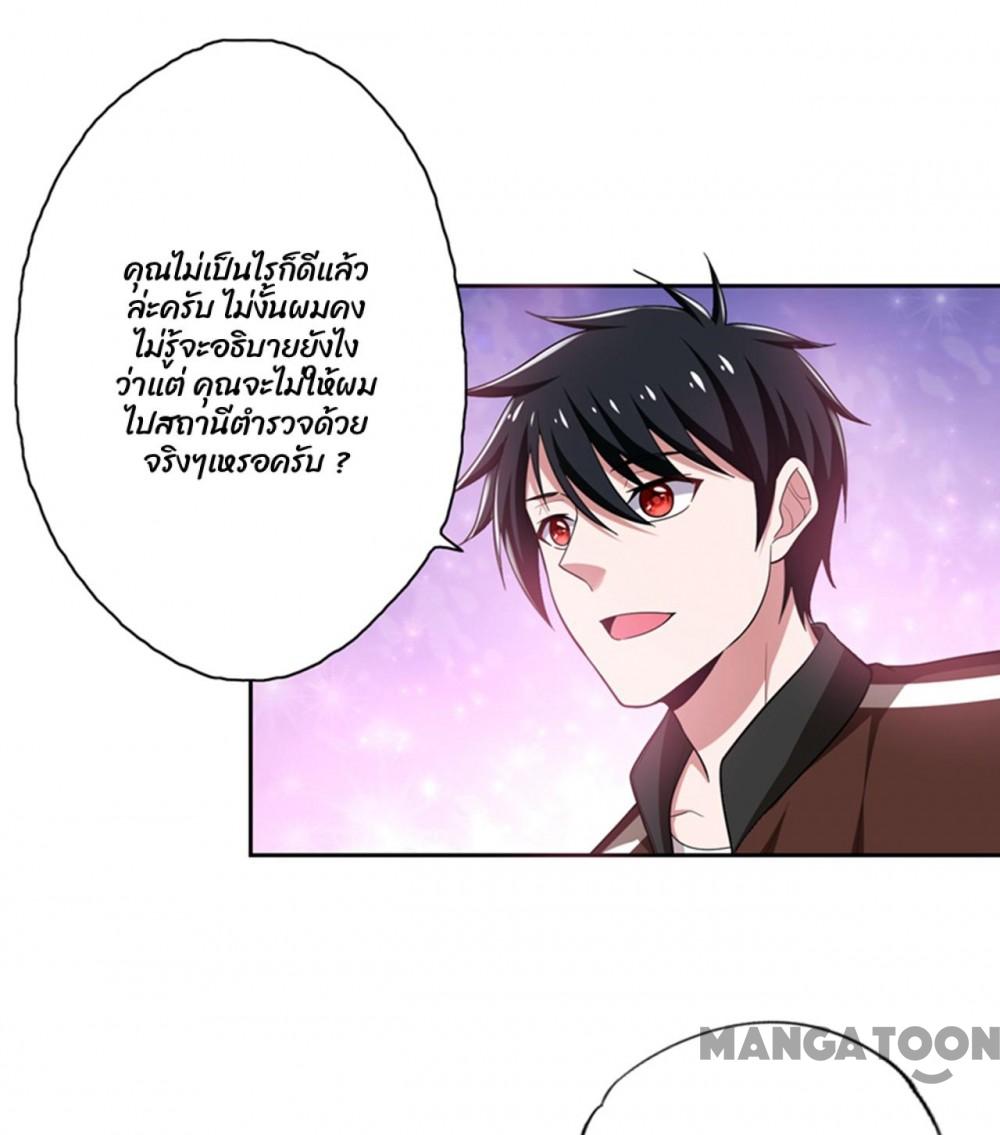 คุณไม่เป็นไรก็ดีแล้ว
ล่ะครับ ไม่งั้นผมคง
ไม่รู้จะอธิบายยังไง
ว่าแต่ คุณจะไม่ให้ผม
ไปสถานีตำรวจด้วย
จริงๆเหรอครับ ?
MANGATOON